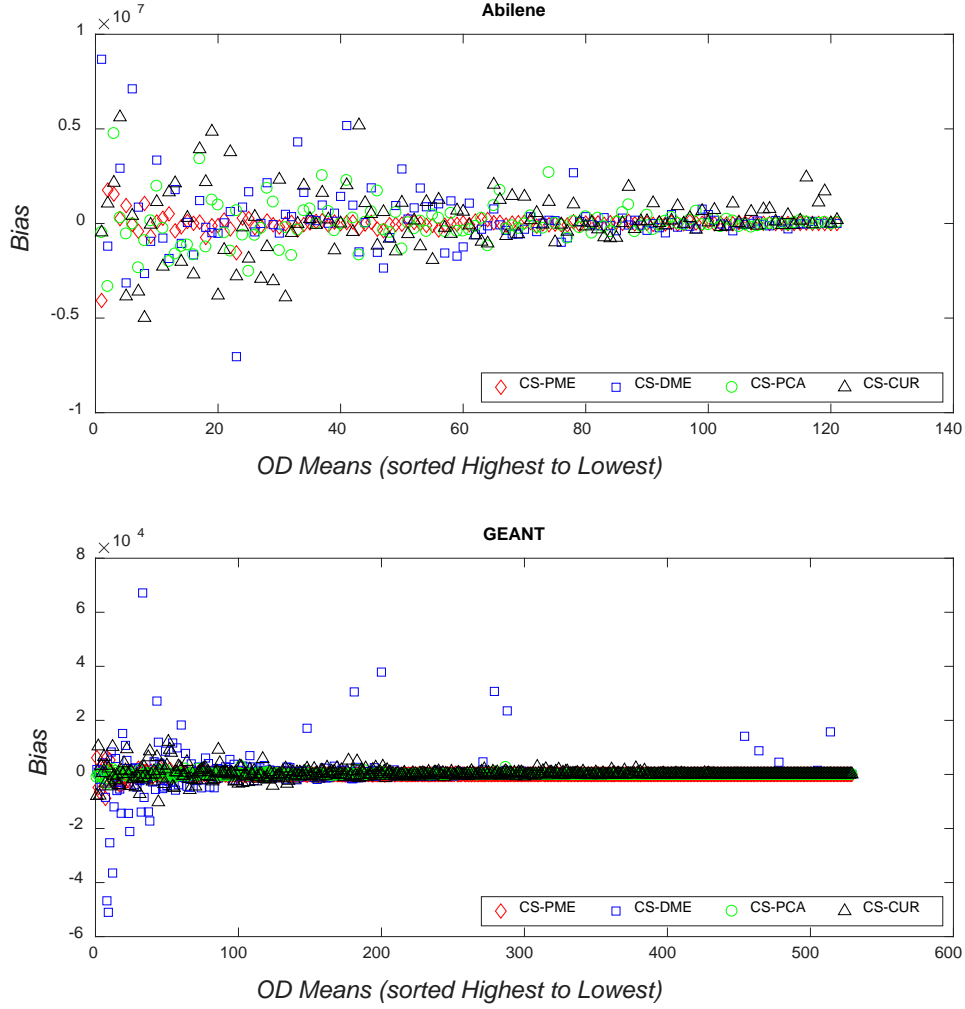 Abilene
× 10 7
1
0.5
0
-0.5
-1
Bias
CS-PME CS-DME CS-PCA CS-CUR
0 20 40 60 80 100 120 140
OD Means (sorted Highest to Lowest)
GEANT
× 10 4
8
6
4
2
0
-2
-4
-6
Bias
CS-PME CS-DME CS-PCA CS-CUR
0 100 200 300 400 500 600
OD Means (sorted Highest to Lowest)